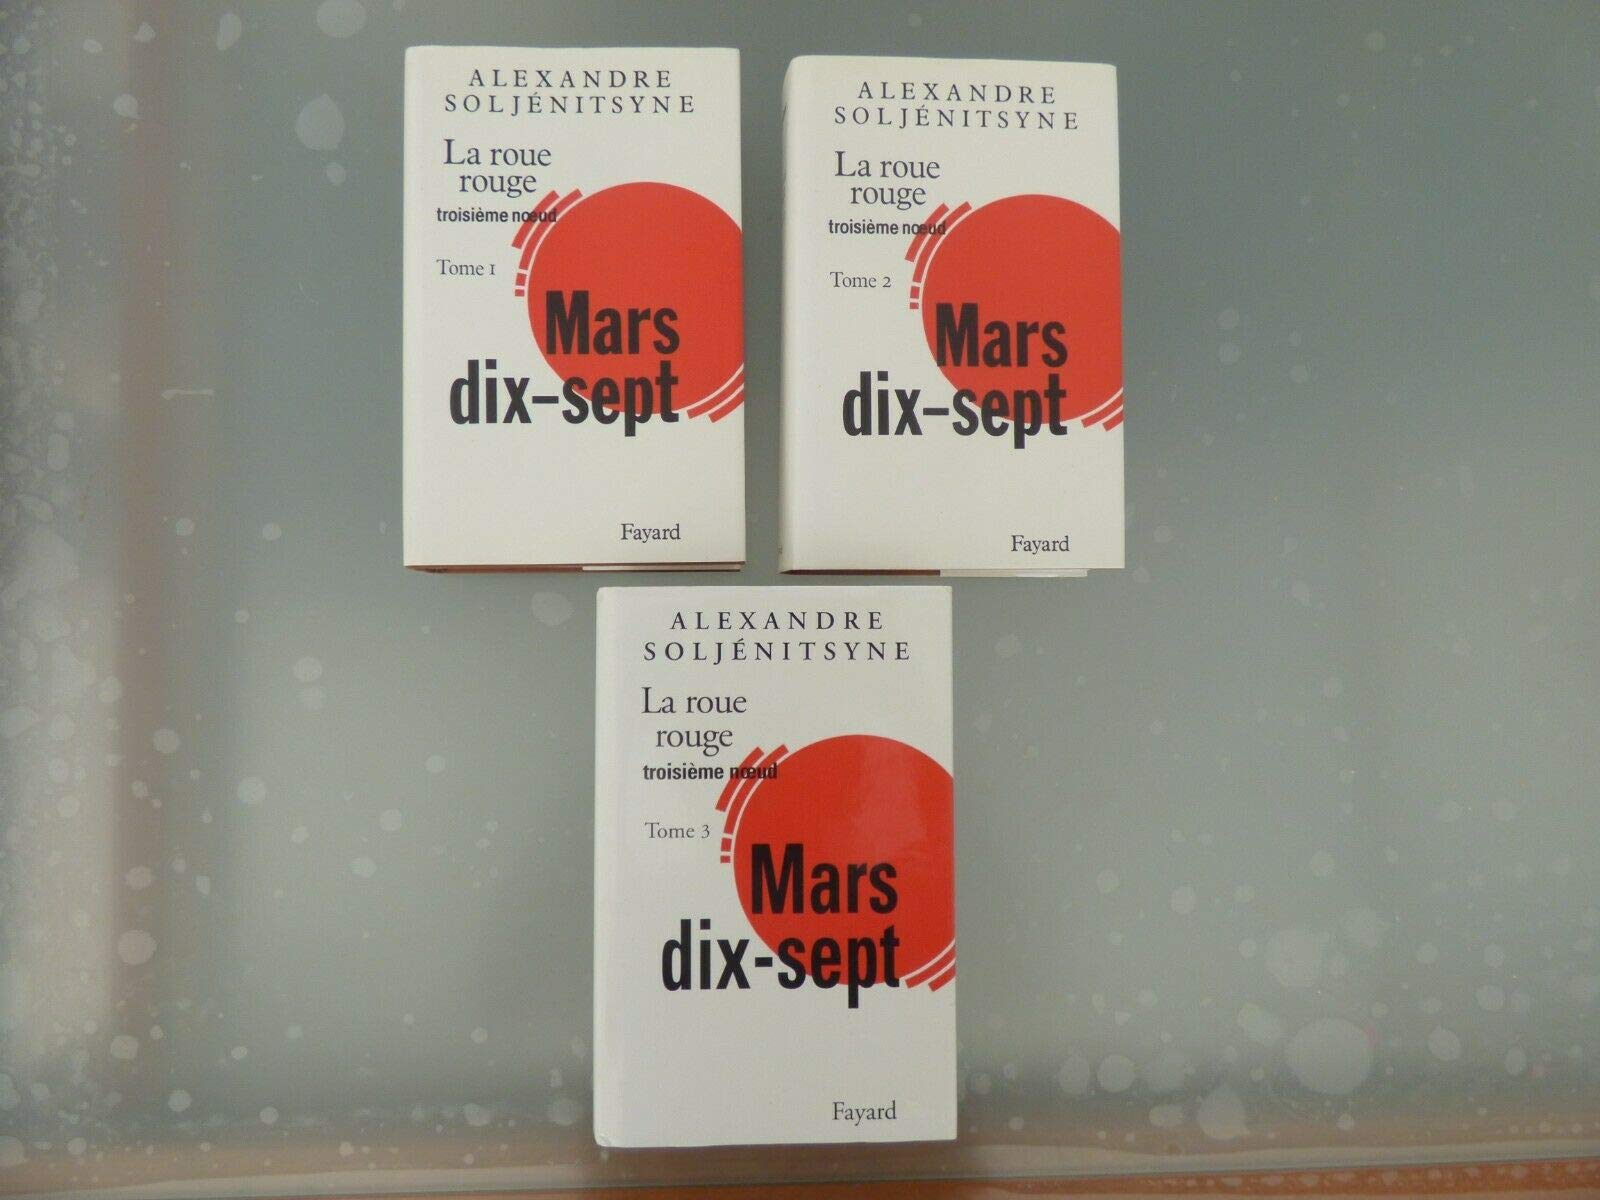 ALEXANDRE
SOLJÉNITSYNE
La roue
rouge
troisième nœud
Tome 1
Mars
dix-sept
Fayard
ALEXANDRE
SOLJÉNITSYNE
La roue
rouge
troisième nœud
Tome 2
Mars
dix-sept
Fayard
ALEXANDRE
SOLJÉNITSYNE
La roue
rouge
troisième nœud
Tome 3
Mars
dix-sept
Fayard